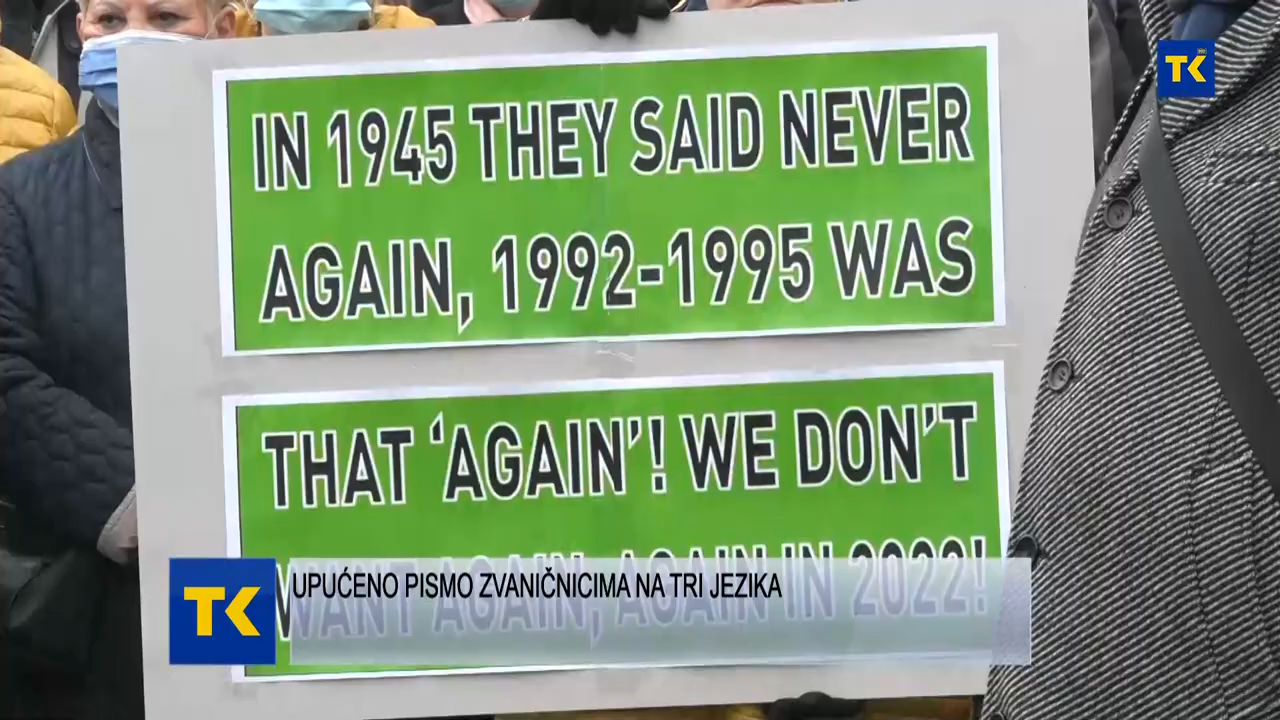 TK
IN 1945 THEY SAID NEVER
AGAIN, 1992-1995 WAS
THAT 'AGAIN'! WE DON'T
WANT AGAIN, AGAIN IN 2022!
TK
UPUĆENO PISMO ZVANIČNICIMA NA TRI JEZIKA